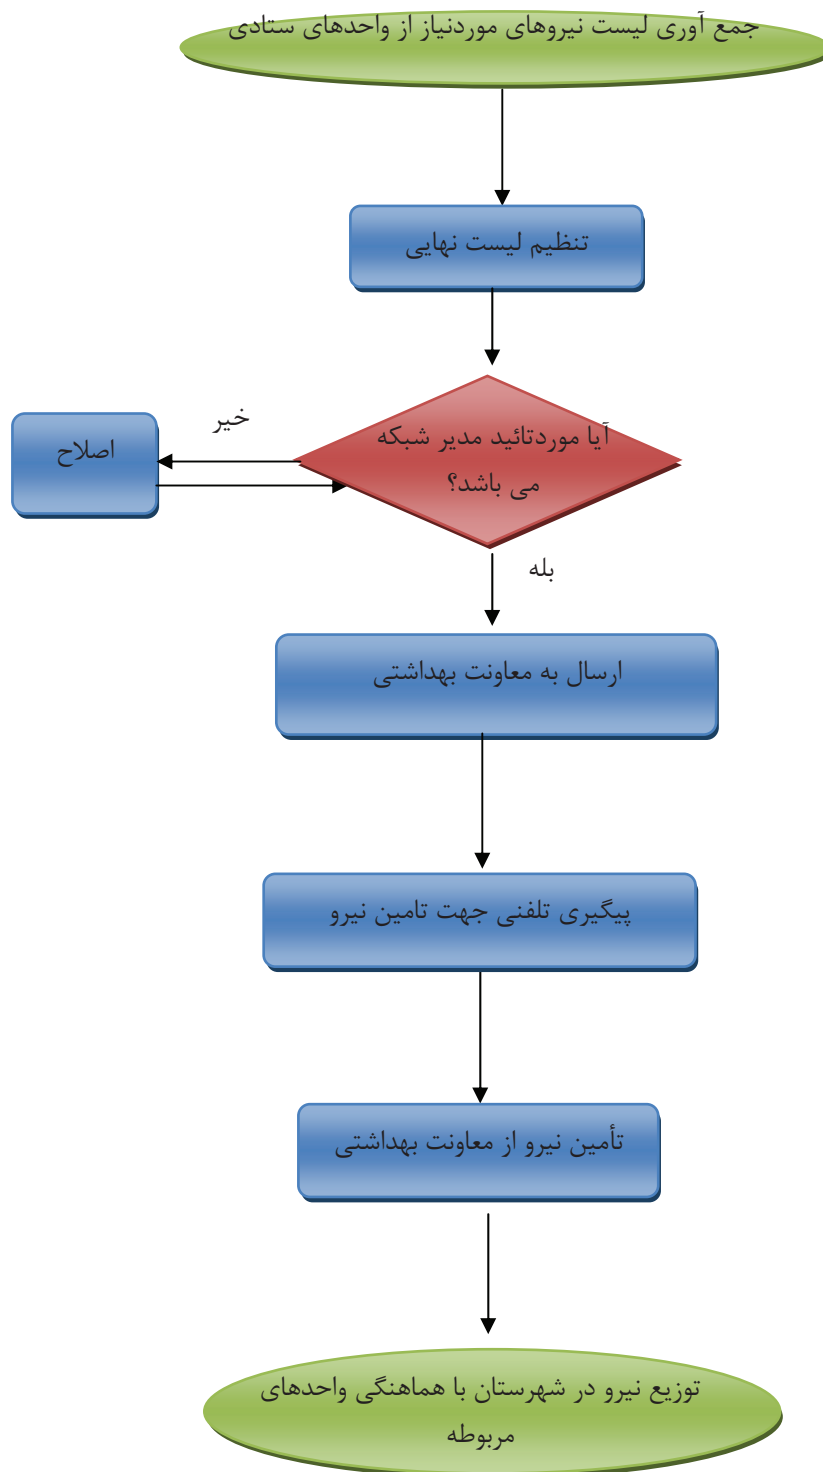 جمع آوری لیست نیروهای موردنیاز از واحدهای ستادی
تنظیم لیست نهایی
آیا موردتائید مدیر شبکه
می باشد؟
خیر
اصلاح
بله
ارسال به معاونت بهداشتی
پیگیری تلفنی جهت تامین نیرو
تأمین نیرو از معاونت بهداشتی
توزیع نیرو در شهرستان با هماهنگی واحدهای
مربوطه